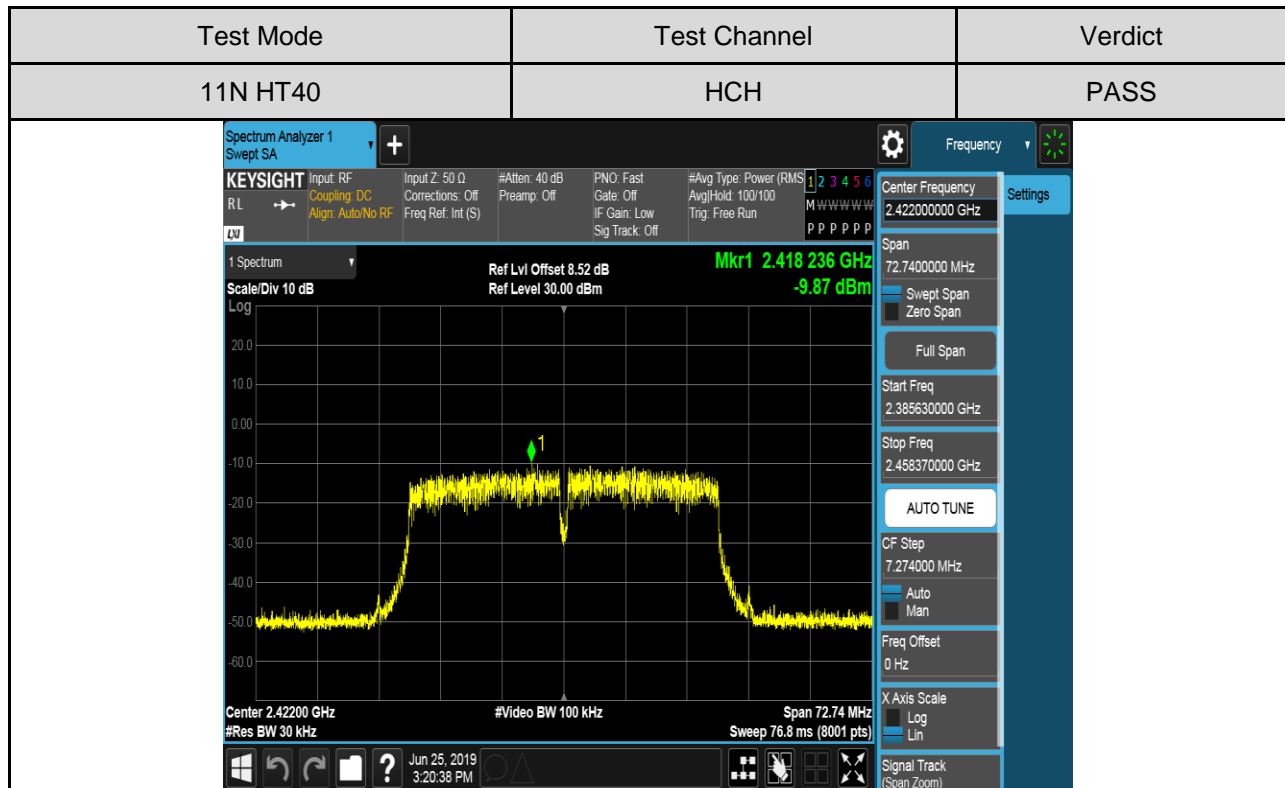 Test Mode Test Channel Verdict
11N HT40 HCH PASS
Spectrum Analyzer 1
Swept SA
Frequency
KEYSIGHT Input: RF Input Z: 50 Ω #Atten: 40 dB PNO: Fast #Avg Type: Power (RMS 1 2 3 4 5 6
RL Coupling: DC Corrections: Off Preamp: Off Gate: Off Avg|Hold: 100/100 M W W W W W
Align: Auto/No RF Freq Ref: Int (S) IF Gain: Low Trig: Free Run
LXI Sig Track: Off P P P P P P
1 Spectrum Ref Lvl Offset 8.52 dB Mkr1 2.418 236 GHz
Scale/Div 10 dB Ref Level 30.00 dBm -9.87 dBm
Log
20.0
10.0
0.00
1
-10.0
-20.0
-30.0
-40.0
-50.0
-60.0
Center 2.42200 GHz #Video BW 100 kHz Span 72.74 MHz
#Res BW 30 kHz Sweep 76.8 ms (8001 pts)
? Jun 25, 2019
3:20:38 PM
Center Frequency
2.422000000 GHz
Settings
Span
72.7400000 MHz
Swept Span
Zero Span
Full Span
Start Freq
2.385630000 GHz
Stop Freq
2.458370000 GHz
AUTO TUNE
CF Step
7.274000 MHz
Auto
Man
Freq Offset
0 Hz
X Axis Scale
Log
Lin
Signal Track
(Span Zoom)